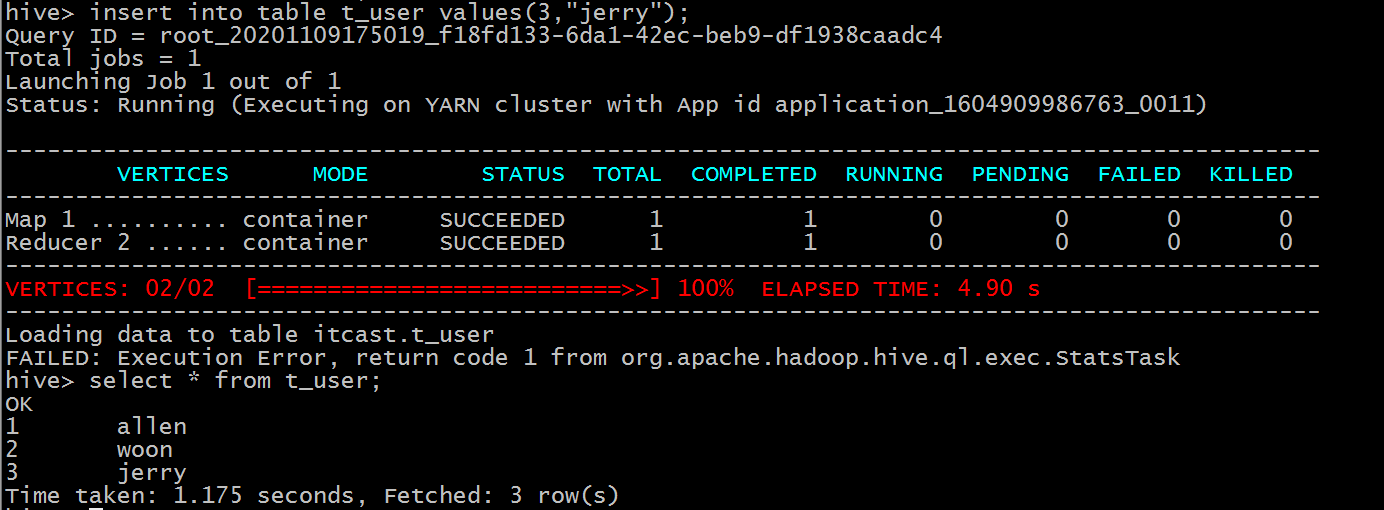 hive> insert into table t_user values(3,"jerry");
Query ID = root_20201109175019_f18fd133-6da1-42ec-beb9-df1938caadc4
Total jobs = 1
Launching Job 1 out of 1
Status: Running (Executing on YARN cluster with App id application_1604909986763_0011)
----------------------------------------------------------------------------------------------
        VERTICES      MODE        STATUS  TOTAL  COMPLETED  RUNNING  PENDING  FAILED  KILLED
----------------------------------------------------------------------------------------------
Map 1 .......... container     SUCCEEDED      1          1        0        0       0       0
Reducer 2 ...... container     SUCCEEDED      1          1        0        0       0       0
----------------------------------------------------------------------------------------------
VERTICES: 02/02  [==========================>>] 100%  ELAPSED TIME: 4.90 s
----------------------------------------------------------------------------------------------
Loading data to table itcast.t_user
FAILED: Execution Error, return code 1 from org.apache.hadoop.hive.ql.exec.StatsTask
hive> select * from t_user;
OK
1       allen
2       woon
3       jerry
Time taken: 1.175 seconds, Fetched: 3 row(s)